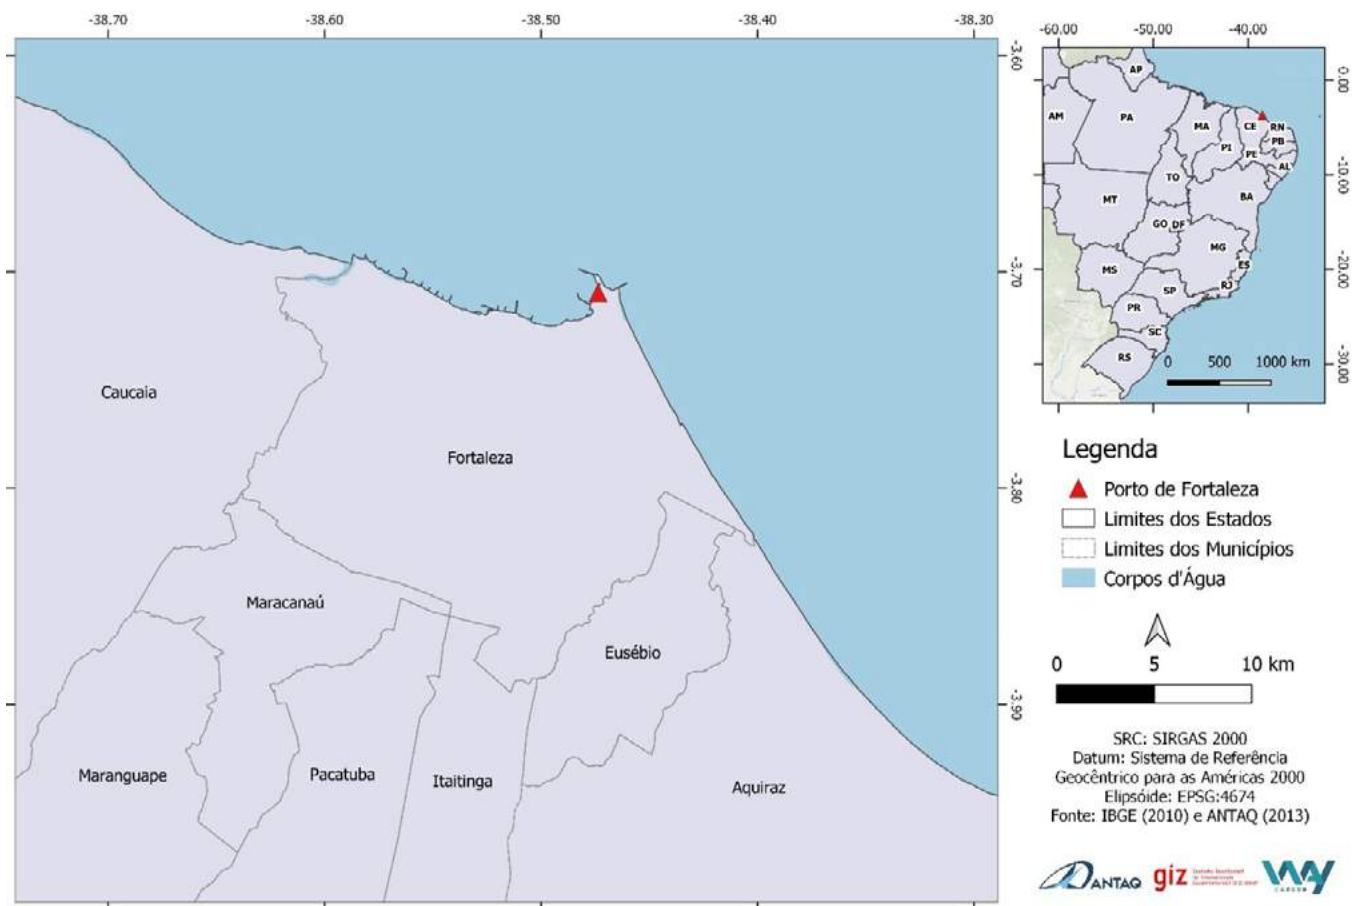 -38.70
-38.60
-38.50
-38.40
-38.30
-3.60
-3.70
-3.80
-3.90
Caucaia
Fortaleza
Maracanaú
Eusébio
Maranguape
Pacatuba
Itaitinga
Aquiraz
-60.00
-50.00
-40.00
0.00
-10.00
-20.00
-30.00
AP
AM
PA
MA
CE
RN
PB
PI
PE
AL
TO
MT
BA
GO
DF
MG
MS
ES
SP
RJ
PR
SC
RS
0 500 1000 km
Legenda
Porto de Fortaleza
Limites dos Estados
Limites dos Municípios
Corpos d'Água
0 5 10 km
SRC: SIRGAS 2000
Datum: Sistema de Referência
Geocêntrico para as Américas 2000
Elipsóide: EPSG:4674
Fonte: IBGE (2010) e ANTAQ (2013)
ANTAQ
giz
WAY
CARBON